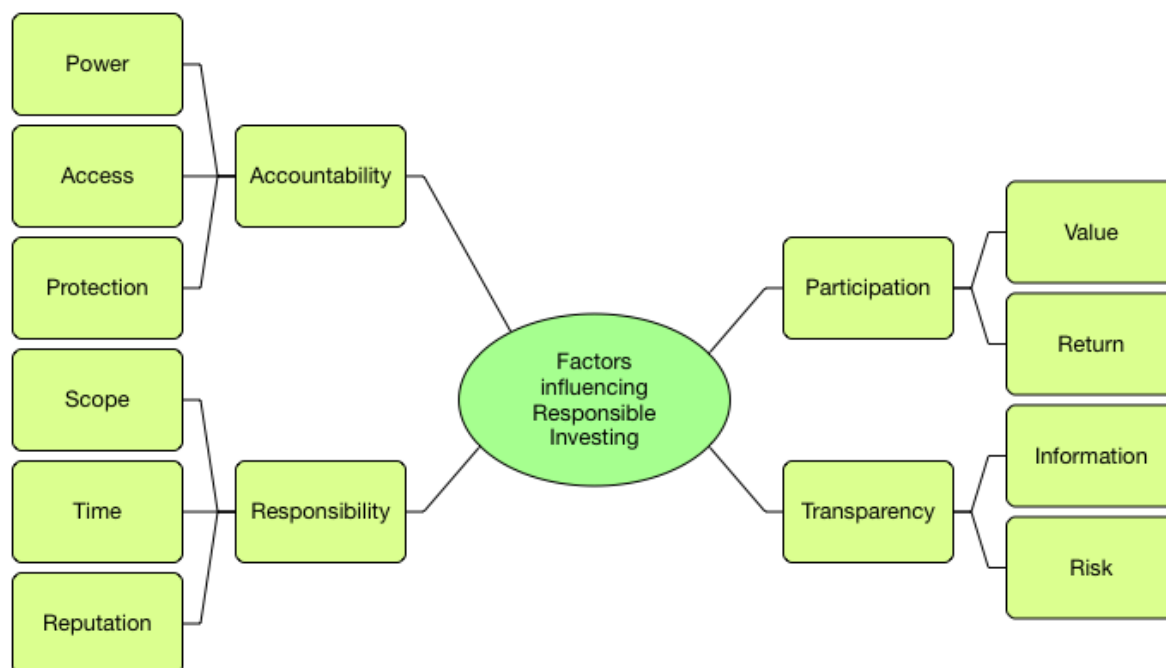 Power
Access
Protection
Accountability
Scope
Time
Reputation
Responsibility
Factors
influencing
Responsible
Investing
Participation
Value
Return
Transparency
Information
Risk